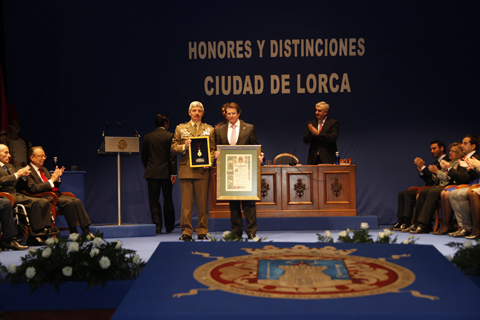 HONORES Y DISTINCIONES
CIUDAD DE LORCA